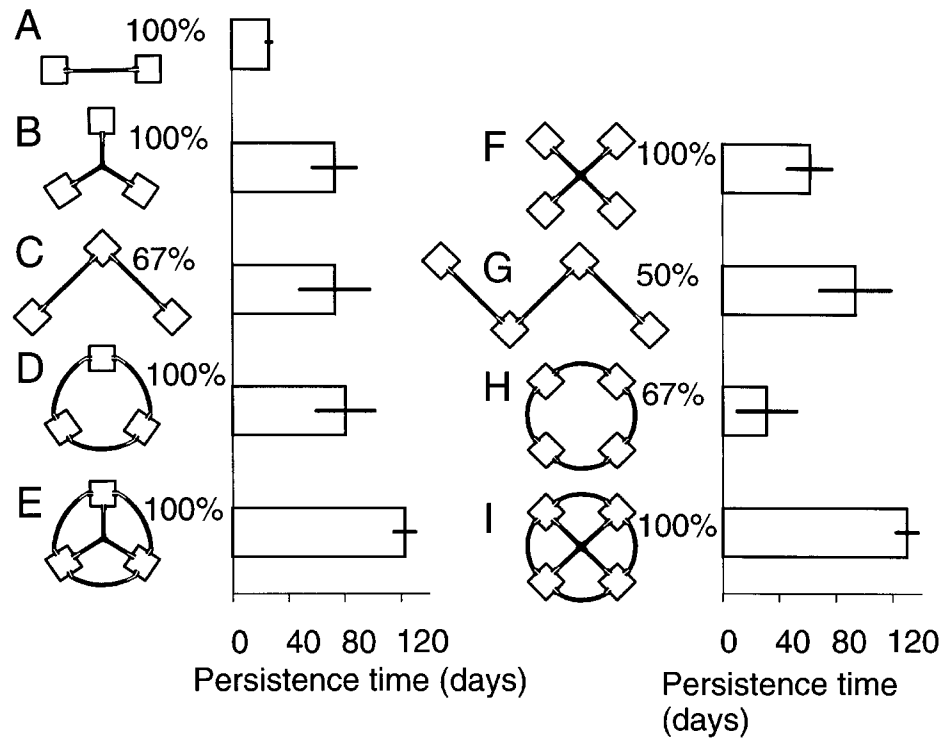 A 100%
B 100%
C 67%
D 100%
E 100%
0 40 80 120
Persistence time (days)
F 100%
G 50%
H 67%
I 100%
0 40 80 120
Persistence time
(days)